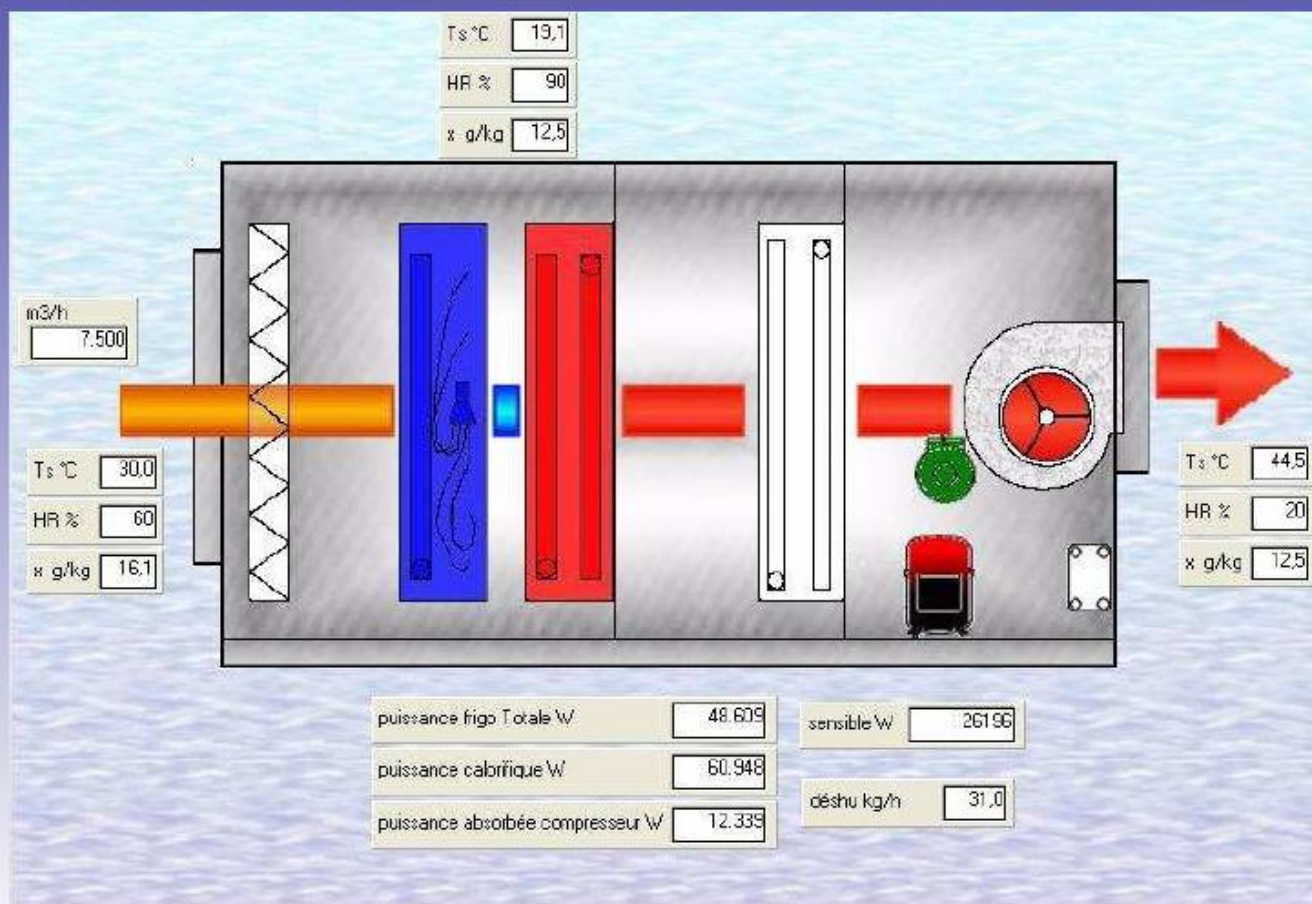 Ts °C 19,1
HR % 90
x g/kg 12,5
m3/h
7.500
Ts °C 30,0
HR % 60
x g/kg 16,1
Ts °C 44,5
HR % 20
x g/kg 12,5
puissance frigo Totale W 48.609
sensible W 26196
puissance calorifique W 60.948
déshu kg/h 31,0
puissance absorbée compresseur W 12.339